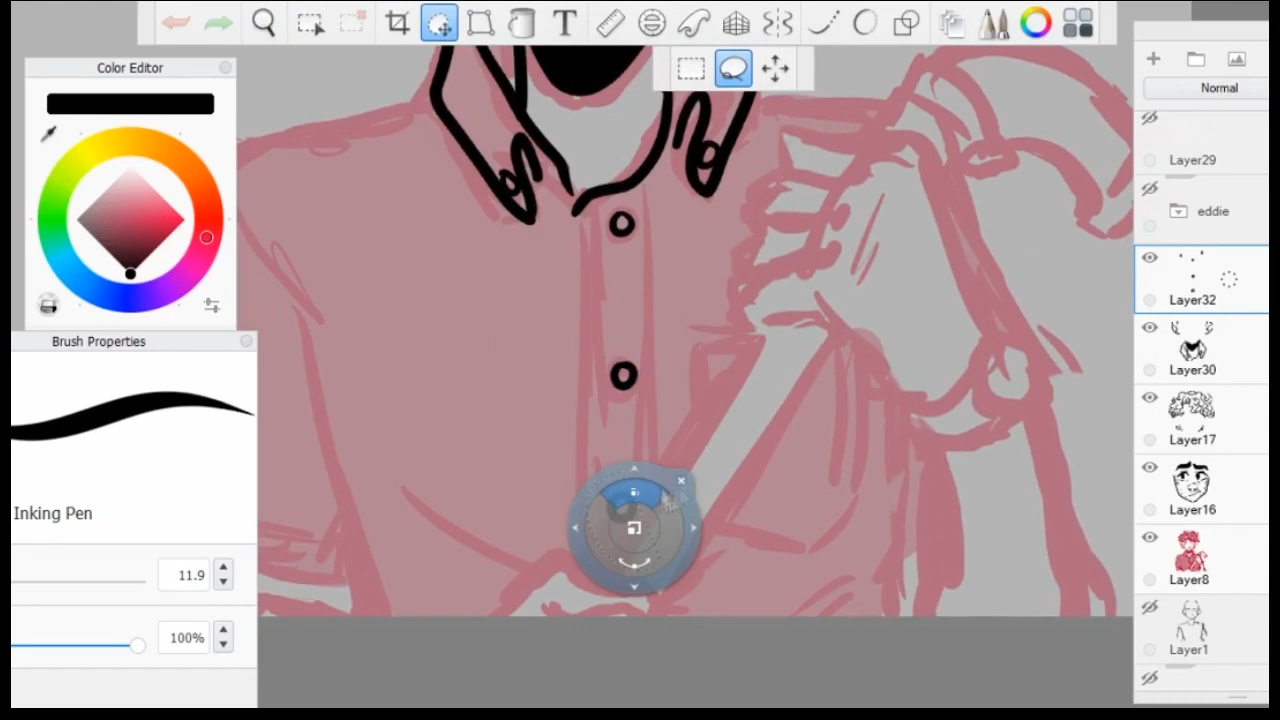 Color Editor
Brush Properties
Inking Pen
11.9
100%
Normal
Layer29
eddie
Layer32
Layer30
Layer17
Layer16
Layer8
Layer1